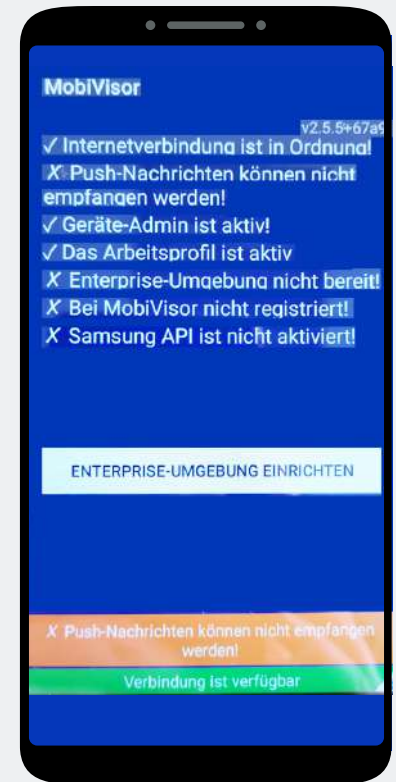 MobiVisor
v2.5.5+67a9
✓ Internetverbindung ist in Ordnung!
✗ Push-Nachrichten können nicht
empfangen werden!
✓ Geräte-Admin ist aktiv!
✓ Das Arbeitsprofil ist aktiv
✗ Enterprise-Umgebung nicht bereit!
✗ Bei MobiVisor nicht registriert!
✗ Samsung API ist nicht aktiviert!
ENTERPRISE-UMGEBUNG EINRICHTEN
✗ Push-Nachrichten können nicht empfangen
werden!
Verbindung ist verfügbar